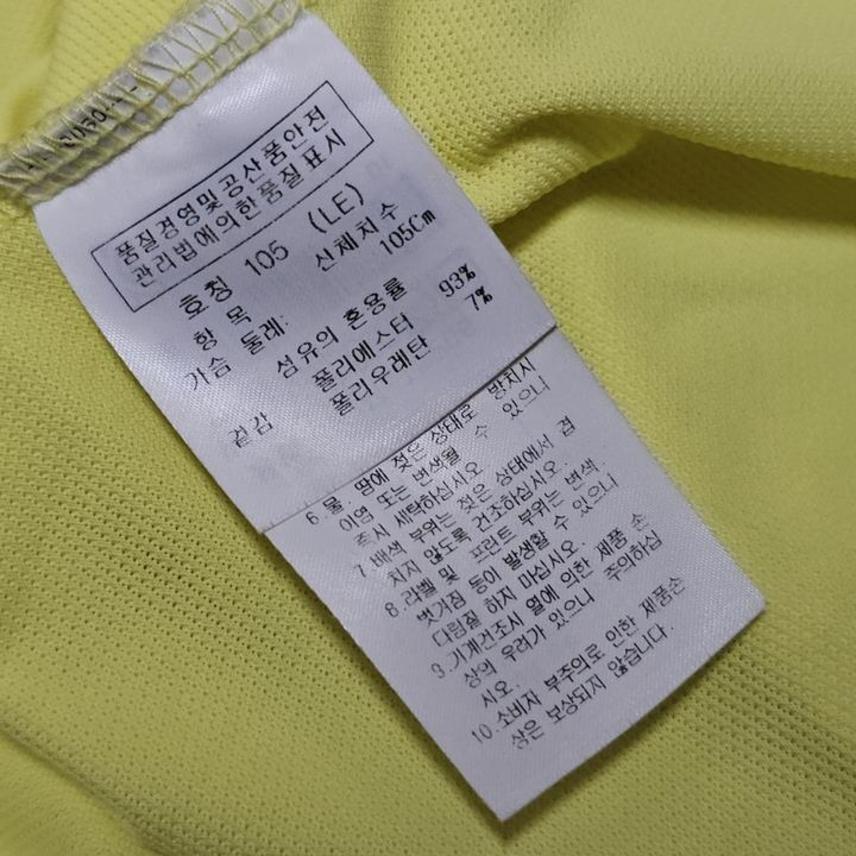 품질경영및공산품안전
관리법에의한품질표시
호칭 105 (LE)
항 목 신체치수
가슴 둘레: 105Cm
섬유의 혼용률
겉감 폴리에스터 93%
폴리우레탄 7%
6.물, 땀에 젖은 상태로 방치시
이염 또는 변색될 수 있으니
즉시 세탁하십시오
7.배색 부위는 젖은 상태에서 겹
치지 않도록 건조하십시오.
8.라벨 및 프린트 부위는 변색,
벗겨짐 등이 발생할 수 있으니
다림질 하지 마십시오.
9.기계건조시 열에 의한 제품 손
상의 우려가 있으니 주의하십
시오.
10.소비자 부주의로 인한 제품손
상은 보상되지 않습니다.